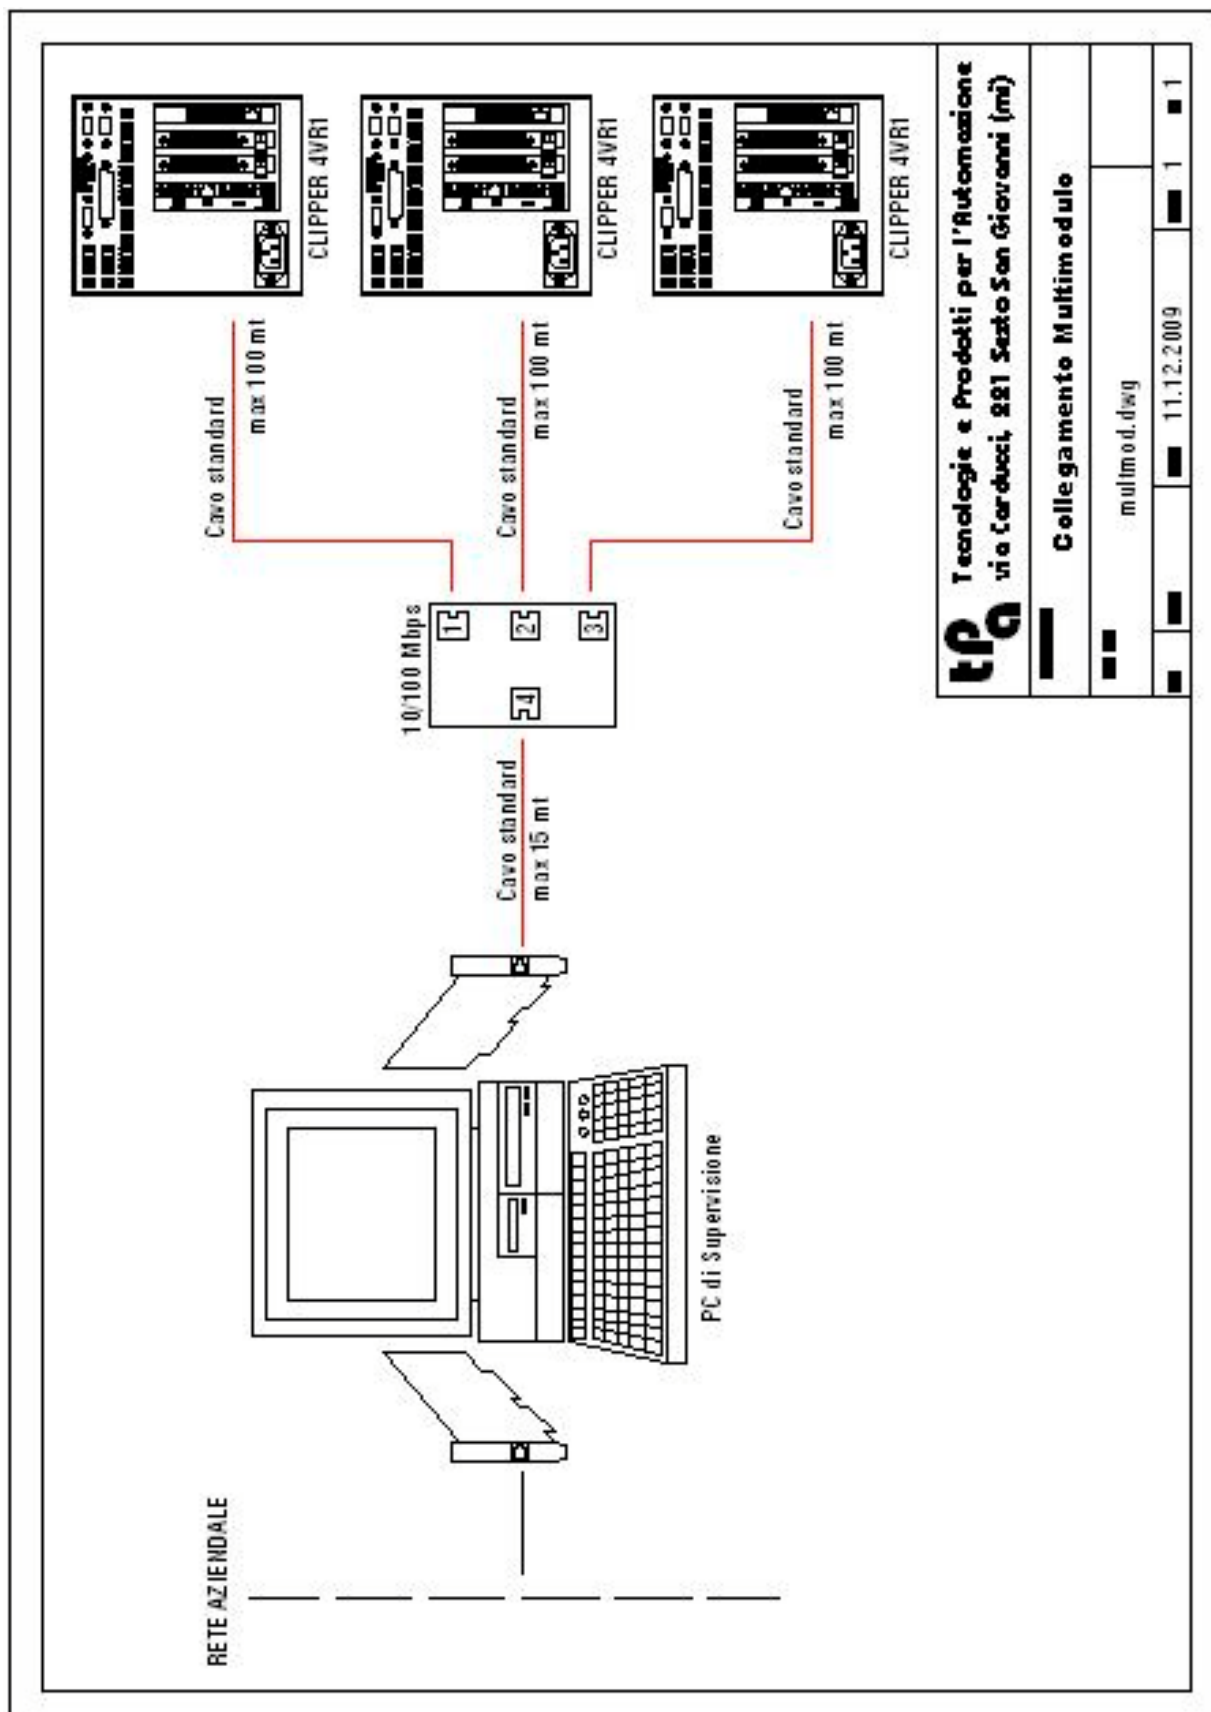 RETE AZIENDALE
PC di Supervisione
Cavo standard
max 15 mt
10/100 Mbps
4
1
2
3
Cavo standard
max 100 mt
CLIPPER 4VR1
Cavo standard
max 100 mt
CLIPPER 4VR1
Cavo standard
max 100 mt
CLIPPER 4VR1
tpa
Tecnologie e Prodotti per l'Automazione
via Carducci, 221 Sesto San Giovanni (mi)
Collegamento Multimodulo
multmod.dwg
11.12.2009
1
1